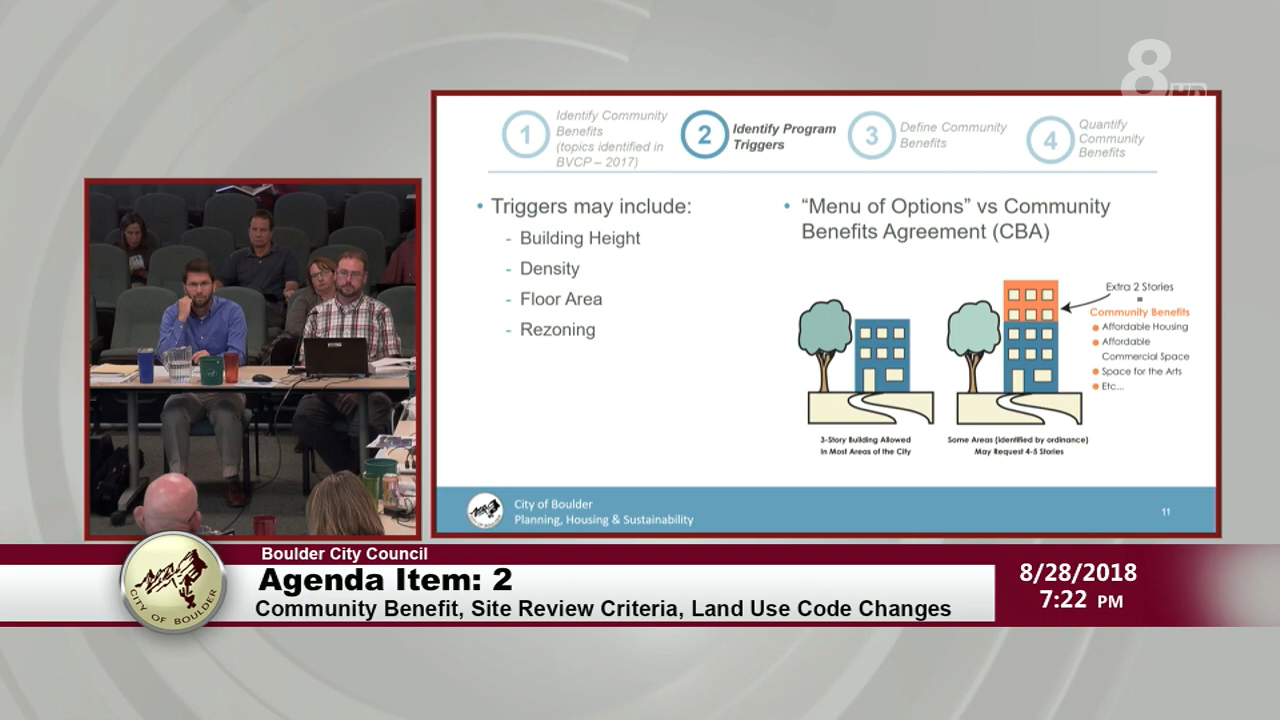 8
HD
1
Identify Community
Benefits
(topics identified in
BVCP – 2017)
2
Identify Program
Triggers
3
Define Community
Benefits
4
Quantify
Community
Benefits
• Triggers may include:
- Building Height
- Density
- Floor Area
- Rezoning
• “Menu of Options” vs Community
Benefits Agreement (CBA)
Extra 2 Stories
=
Community Benefits
Affordable Housing
Affordable
Commercial Space
Space for the Arts
Etc...
3-Story Building Allowed
In Most Areas of the City
Some Areas (identified by ordinance)
May Request 4-5 Stories
City of Boulder
Planning, Housing & Sustainability
11
Boulder City Council
Agenda Item: 2
Community Benefit, Site Review Criteria, Land Use Code Changes
CITY OF BOULDER
8/28/2018
7:22 PM